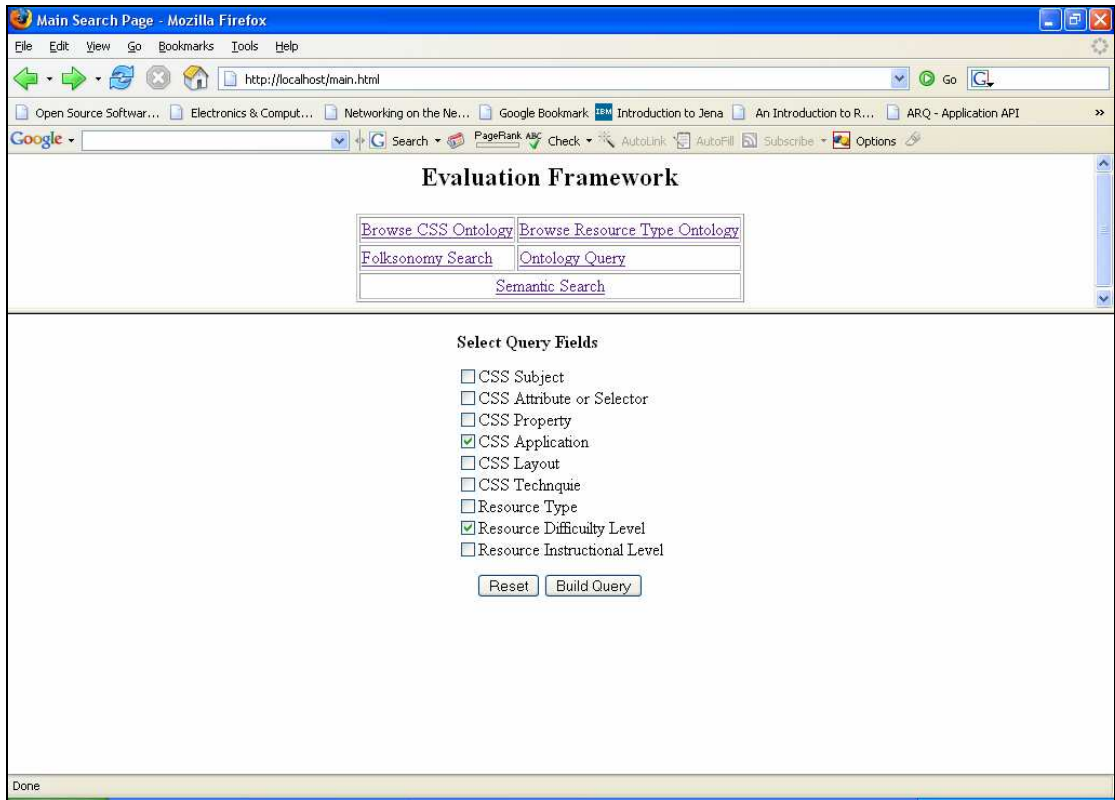 Main Search Page - Mozilla Firefox
File Edit View Go Bookmarks Tools Help
http://localhost/main.html Go G
Open Source Softwar... Electronics & Comput... Networking on the Ne... Google Bookmark IBM Introduction to Jena An Introduction to R... ARQ - Application API »
Google G Search PageRank ABC Check AutoLink AutoFill Subscribe Options
Evaluation Framework
Browse CSS Ontology Browse Resource Type Ontology
Folksonomy Search Ontology Query
Semantic Search
Select Query Fields
CSS Subject
CSS Attribute or Selector
CSS Property
CSS Application
CSS Layout
CSS Technquie
Resource Type
Resource Difficuilty Level
Resource Instructional Level
Reset Build Query
Done